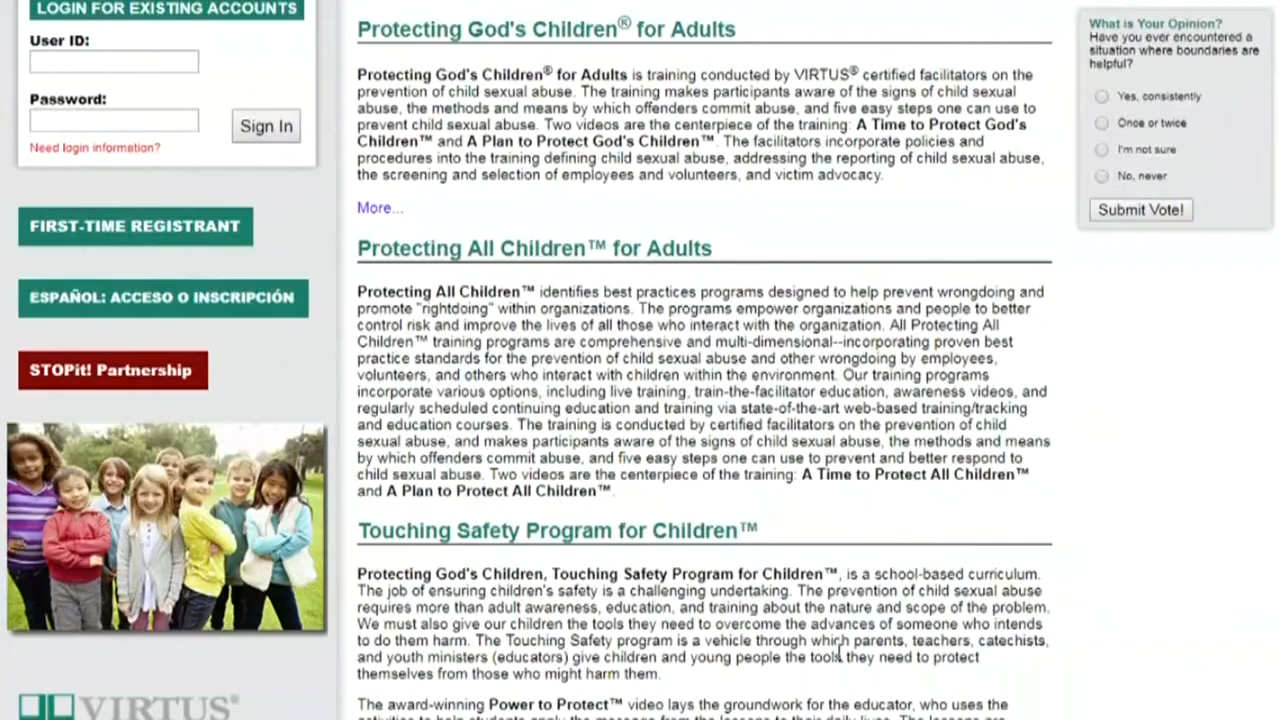 LOGIN FOR EXISTING ACCOUNTS
User ID:
Password:
Sign In
Need login information?
FIRST-TIME REGISTRANT
ESPAÑOL: ACCESO O INSCRIPCIÓN
STOPit! Partnership
VIRTUS®
Protecting God's Children® for Adults
Protecting God's Children® for Adults is training conducted by VIRTUS® certified facilitators on the
prevention of child sexual abuse. The training makes participants aware of the signs of child sexual
abuse, the methods and means by which offenders commit abuse, and five easy steps one can use to
prevent child sexual abuse. Two videos are the centerpiece of the training: A Time to Protect God's
Children™ and A Plan to Protect God's Children™. The facilitators incorporate policies and
procedures into the training defining child sexual abuse, addressing the reporting of child sexual abuse,
the screening and selection of employees and volunteers, and victim advocacy.
More...
Protecting All Children™ for Adults
Protecting All Children™ identifies best practices programs designed to help prevent wrongdoing and
promote "rightdoing" within organizations. The programs empower organizations and people to better
control risk and improve the lives of all those who interact with the organization. All Protecting All
Children™ training programs are comprehensive and multi-dimensional--incorporating proven best
practice standards for the prevention of child sexual abuse and other wrongdoing by employees,
volunteers, and others who interact with children within the environment. Our training programs
incorporate various options, including live training, train-the-facilitator education, awareness videos, and
regularly scheduled continuing education and training via state-of-the-art web-based training/tracking
and education courses. The training is conducted by certified facilitators on the prevention of child
sexual abuse, and makes participants aware of the signs of child sexual abuse, the methods and means
by which offenders commit abuse, and five easy steps one can use to prevent and better respond to
child sexual abuse. Two videos are the centerpiece of the training: A Time to Protect All Children™
and A Plan to Protect All Children™.
Touching Safety Program for Children™
Protecting God's Children, Touching Safety Program for Children™, is a school-based curriculum.
The job of ensuring children's safety is a challenging undertaking. The prevention of child sexual abuse
requires more than adult awareness, education, and training about the nature and scope of the problem.
We must also give our children the tools they need to overcome the advances of someone who intends
to do them harm. The Touching Safety program is a vehicle through which parents, teachers, catechists,
and youth ministers (educators) give children and young people the tools they need to protect
themselves from those who might harm them.
The award-winning Power to Protect™ video lays the groundwork for the educator, who uses the
activities to help students apply the messages from the lessons to their daily lives. The lessons are
What is Your Opinion?
Have you ever encountered a
situation where boundaries are
helpful?
Yes, consistently
Once or twice
I'm not sure
No, never
Submit Vote!